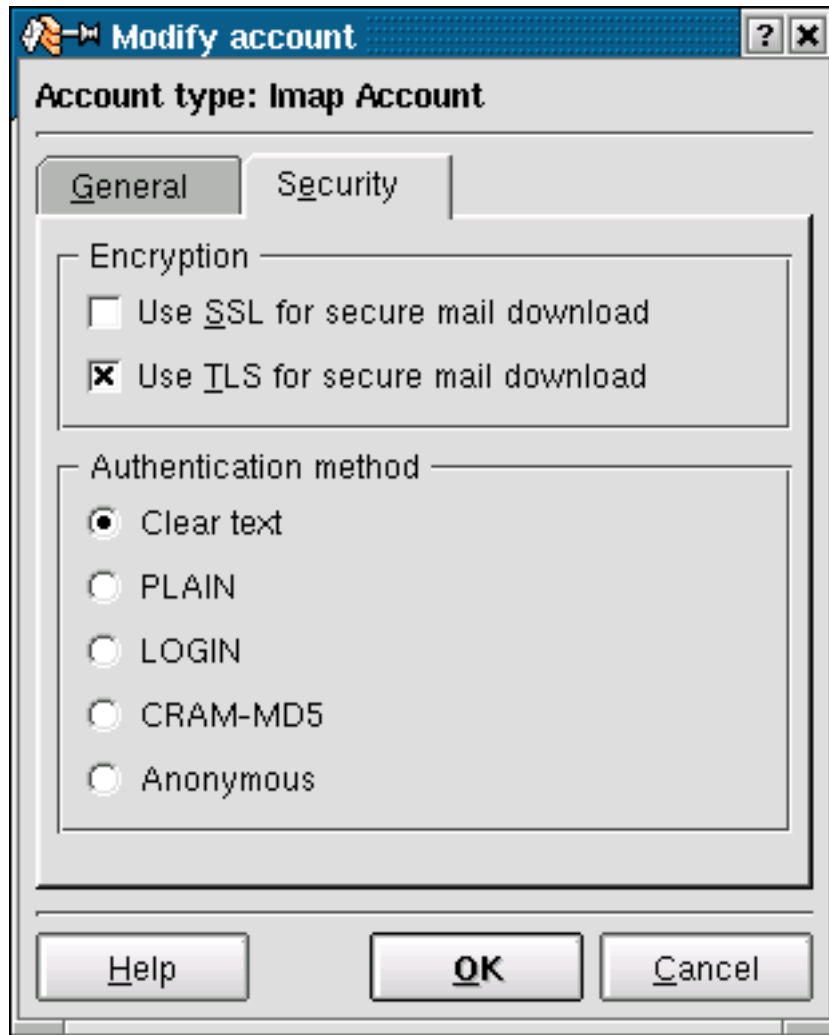 Modify account
Account type: Imap Account
General Security
Encryption
Use SSL for secure mail download
Use TLS for secure mail download
Authentication method
Clear text
PLAIN
LOGIN
CRAM-MD5
Anonymous
Help OK Cancel